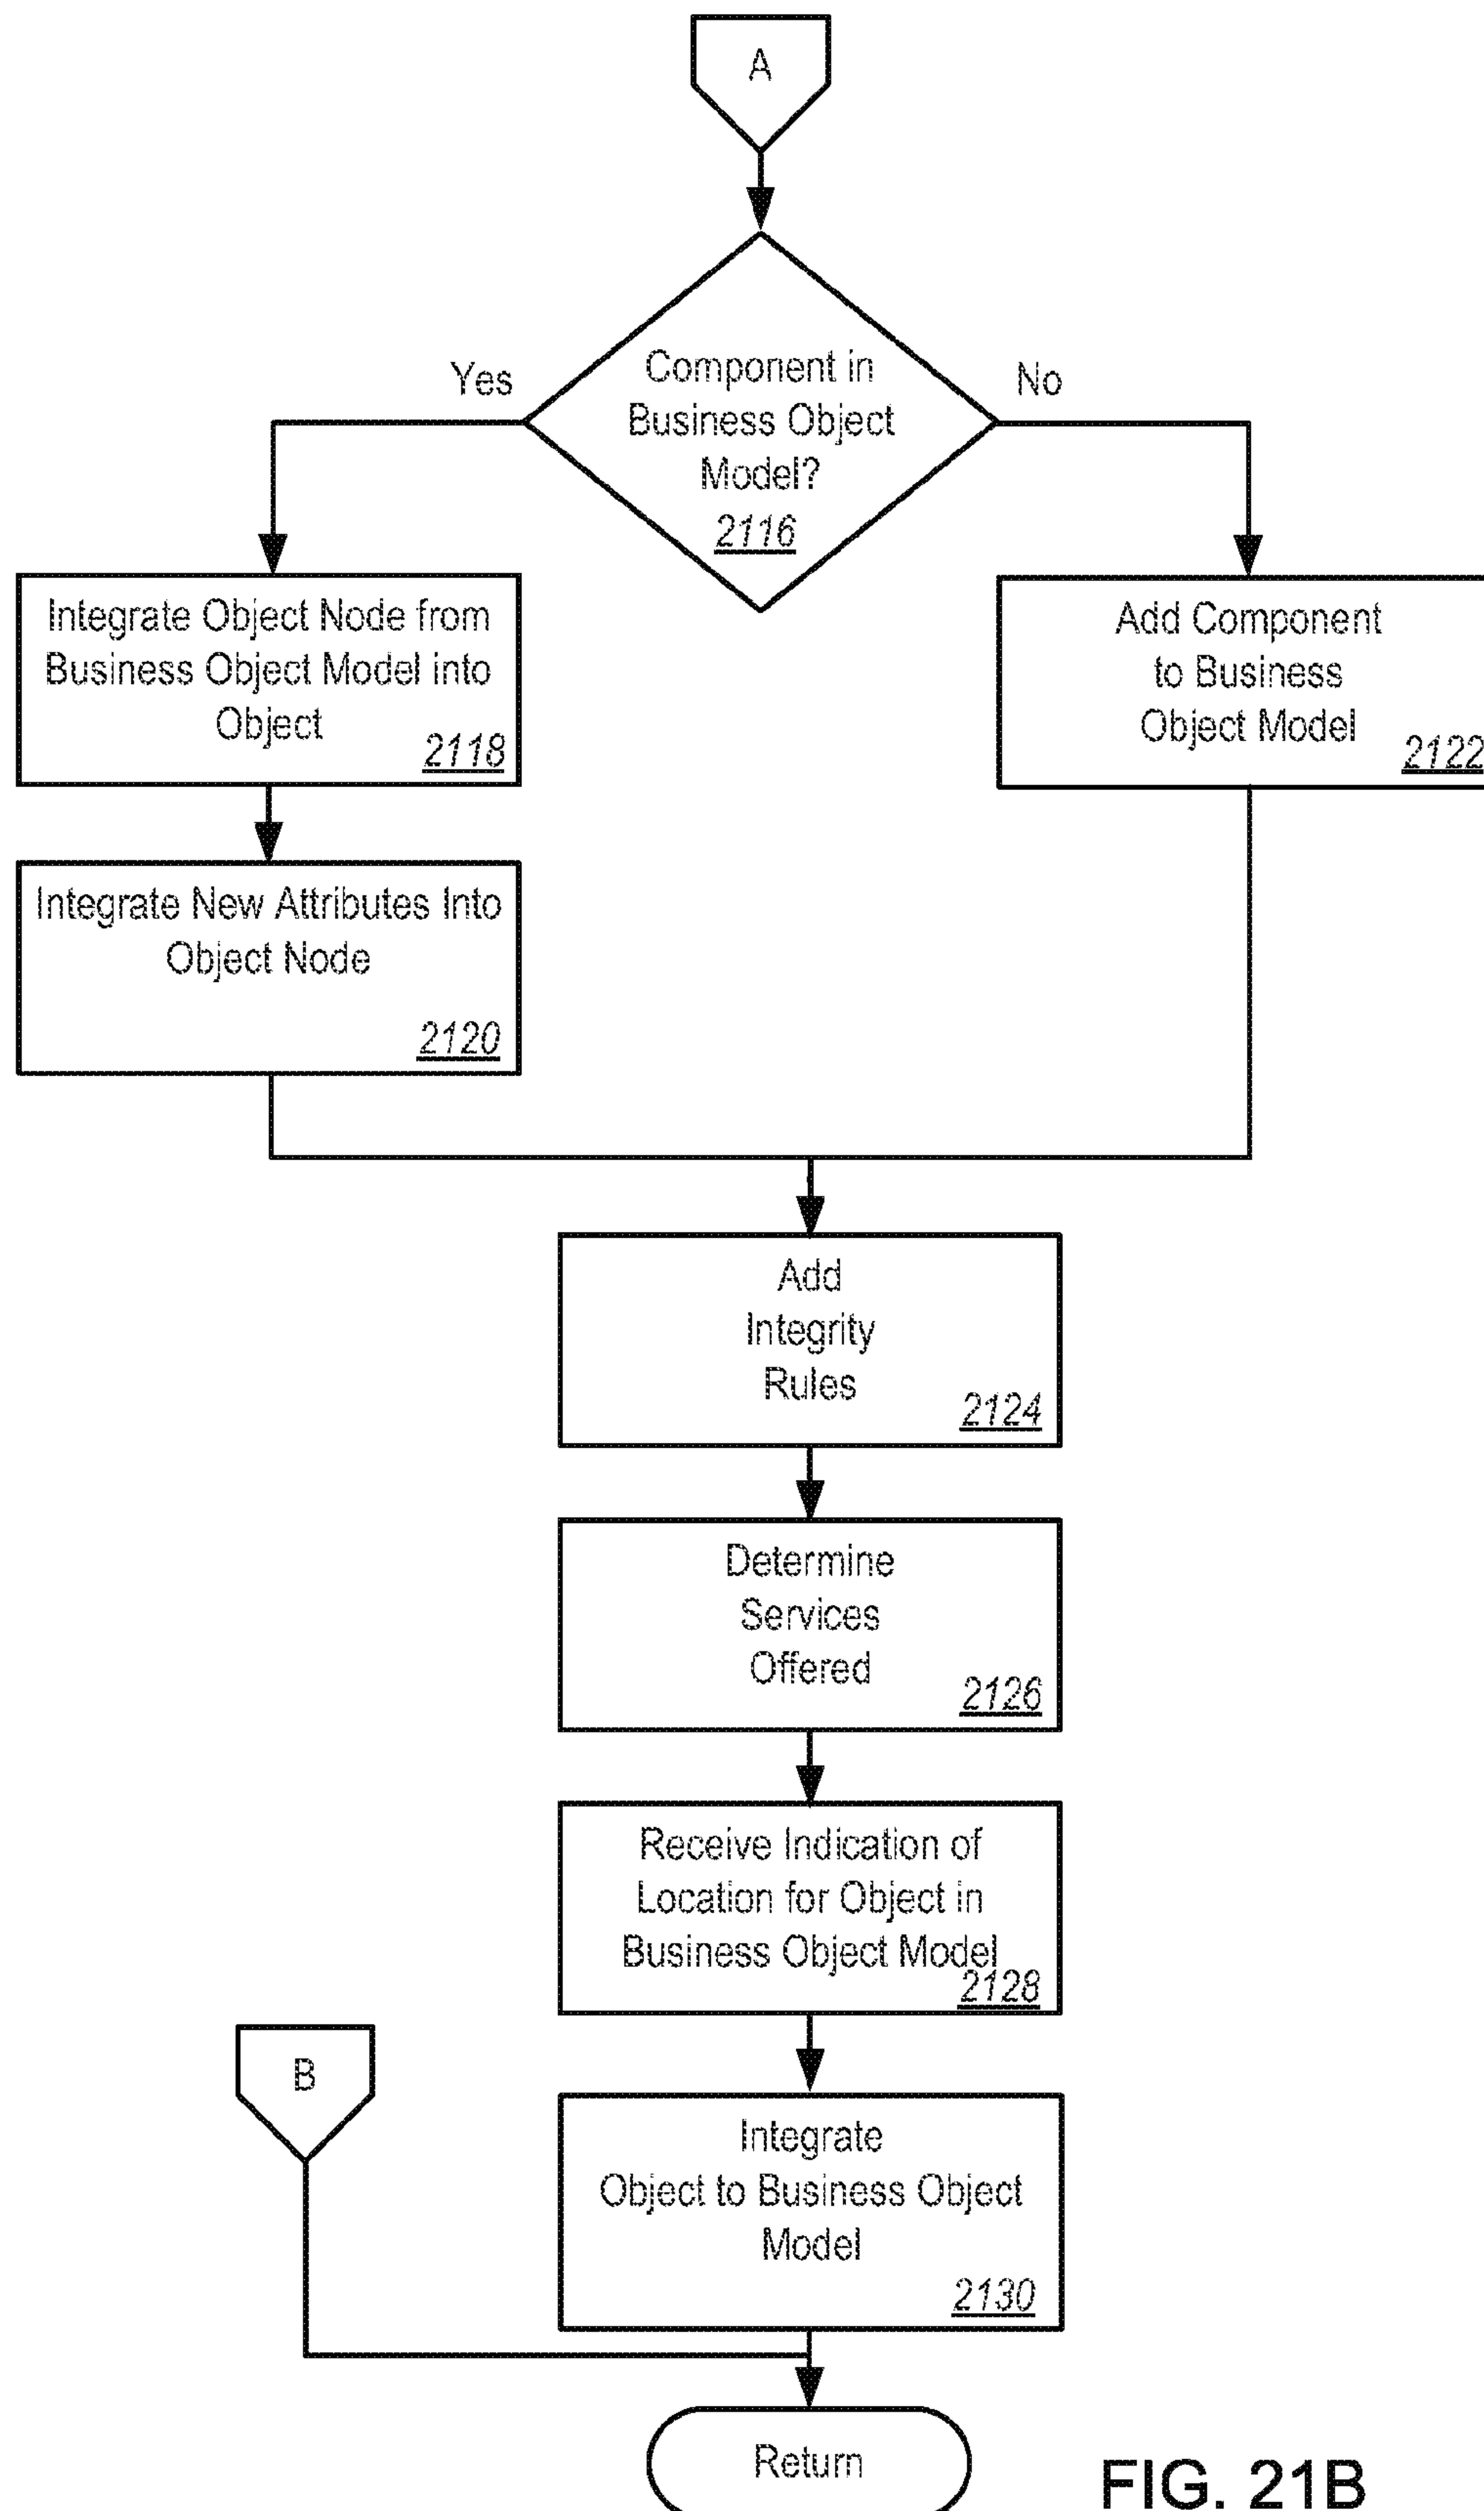 A
Yes
Component in
Business Object
Model?
2116
No
Integrate Object Node from
Business Object Model into
Object
2118
Add Component
to Business
Object Model
2122
Integrate New Attributes Into
Object Node
2120
Add
Integrity
Rules
2124
Determine
Services
Offered
2126
Receive Indication of
Location for Object in
Business Object Model
2128
B
Integrate
Object to Business Object
Model
2130
Return
FIG. 21B